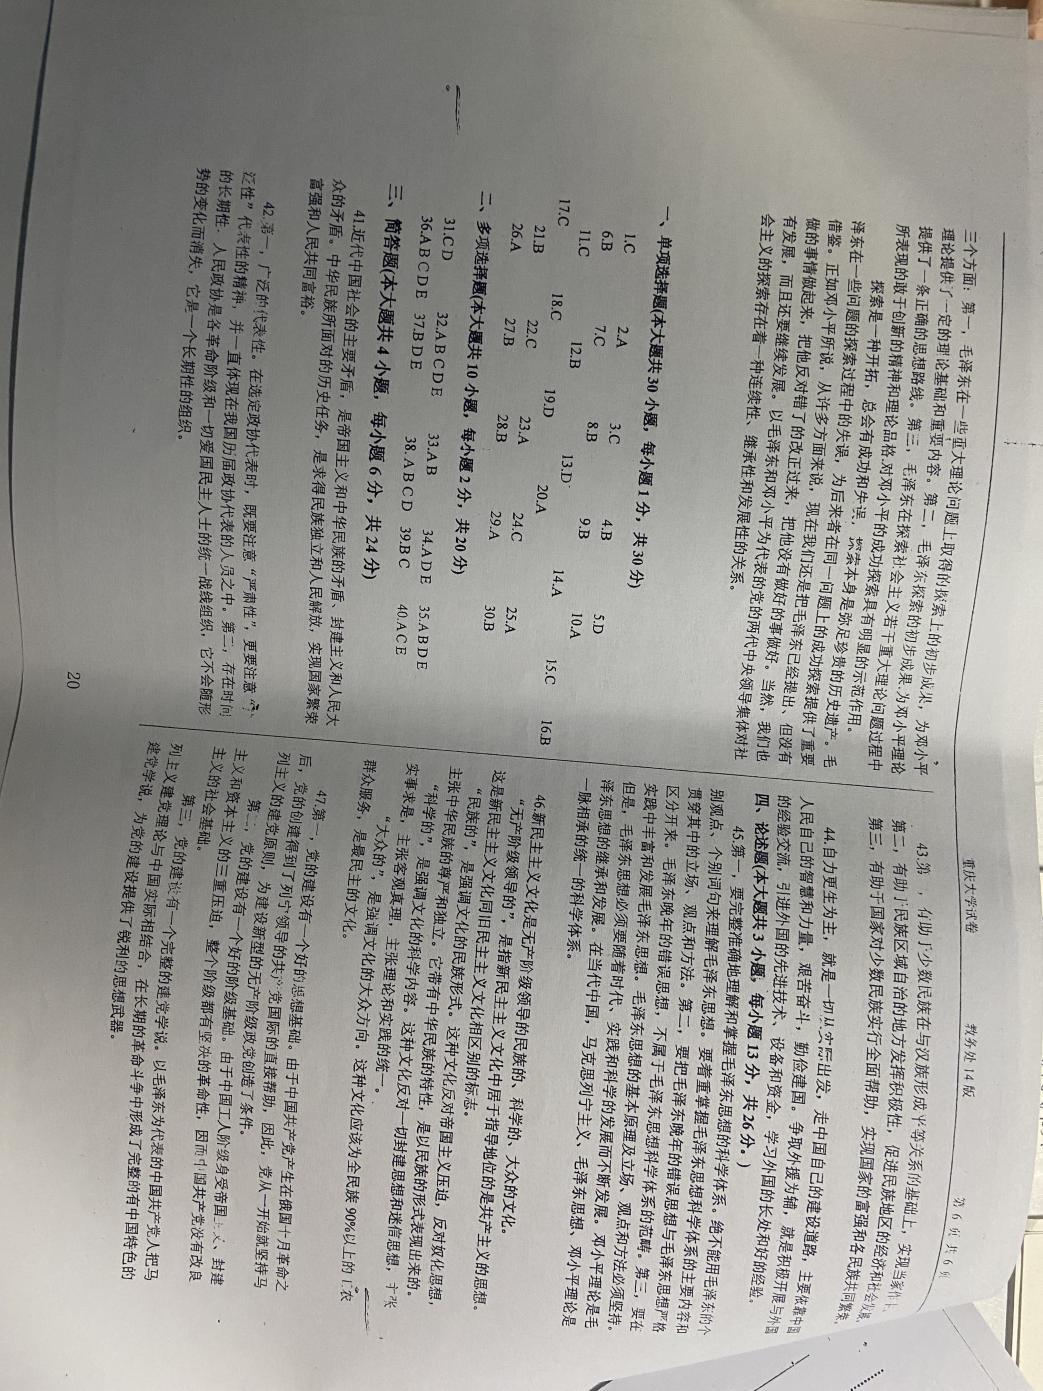 三个方面：第一，毛泽东在一些重大理论问题上取得的探索上的初步成果，为邓小平
理论提供了一定的理论基础和重要内容。第二，毛泽东探索的初步成果为邓小平理论
提供了一条正确的思想路线。第三，毛泽东在探索社会主义若干重大理论问题过程中
所表现的敢于创新的精神和理论品格对邓小平的成功探索具有明显的示范作用。
探索是一种开拓，总会有成功和失误，探索本身是弥足珍贵的历史遗产。毛
泽东在一些问题的探索过程中的失误，为后来者在同一问题上的成功探索提供了重要
借鉴。正如邓小平所说，从许多方面来说，现在我们还是把毛泽东已经提出、但没有
做的事情做起来，把他反对错了的改正过来，把他没有做好的事做好。当然，我们也
有发展，而且还要继续发展。以毛泽东和邓小平为代表的党的两代中央领导集体对社
会主义的探索存在着一种连续性、继承性和发展性的关系。
一、单项选择题(本大题共 30 小题，每小题 1 分，共 30 分)
1.C 2.A 3.C 4.B 5.D
6.B 7.C 8.B 9.B 10.A
11.C 12.B 13.D 14.A 15.C 16.B
17.C 18.C 19.D 20.A
21.B 22.C 23.A 24.C 25.A
26.A 27.B 28.B 29.A 30.B
二、多项选择题(本大题共 10 小题，每小题 2 分，共 20 分)
31.C D 32.A B C D E 33.A B 34.A D E 35.A B D E
36.A B C D E 37.B D E 38.A B C D 39.B C 40.A C E
三、简答题(本大题共 4 小题，每小题 6 分，共 24 分)
41.近代中国社会的主要矛盾，是帝国主义和中华民族的矛盾、封建主义和人民大
众的矛盾。中华民族所面对的历史任务，是求得民族独立和人民解放，实现国家繁荣
富强和人民共同富裕。
42.第一，广泛的代表性。在选定政协代表时，既要注意“严肃性”，更要注意“广
泛性”代表性的精神，并一直体现在我国历届政协代表的人员之中。第二，存在时间
的长期性。人民政协是各革命阶级和一切爱国民主人士的统一战线组织，它不会随形
势的变化而消失，它是一个长期性的组织。
20
重庆大学试卷 教务处 14 版 第 6 页 共 6 页
43.第一，有助于少数民族在与汉族形成平等关系的基础上，实现当家作主
第二，有助于民族区域自治的地方发挥积极性，促进民族地区的经济和社会发展
第三，有助于国家对少数民族实行全面帮助，实现国家的富强和各民族共同繁荣
44.自力更生为主，就是一切从实际出发，走中国自己的建设道路，主要依靠中国
人民自己的智慧和力量，艰苦奋斗，勤俭建国。争取外援为辅，就是积极开展与外国
的经验交流，引进外国的先进技术、设备和资金，学习外国的长处和好的经验。
四、论述题(本大题共 3 小题，每小题 13 分，共 26 分。)
45.第一，要完整准确地理解和掌握毛泽东思想的科学体系。绝不能用毛泽东的个
别观点、个别词句来理解毛泽东思想。要着重掌握毛泽东思想科学体系的主要内容和
贯穿其中的立场、观点和方法。第二，要把毛泽东晚年的错误思想与毛泽东思想严格
区分开来。毛泽东晚年的错误思想，不属于毛泽东思想科学体系的范畴。第三，要在
实践中丰富和发展毛泽东思想。毛泽东思想的基本原理及立场、观点和方法必须坚持。
但是，毛泽东思想必须要随着时代、实践和科学的发展而不断发展。邓小平理论是毛
泽东思想的继承和发展。在当代中国，马克思列宁主义、毛泽东思想、邓小平理论是
一脉相承的统一的科学体系。
46.新民主主义文化是无产阶级领导的民族的、科学的、大众的文化。
“无产阶级领导的”，是指新民主主义文化中居于指导地位的是共产主义的思想。
这是新民主主义文化同旧民主主义文化相区别的标志。
“民族的”，是强调文化的民族形式。这种文化反对帝国主义压迫，反对奴化思想，
主张中华民族的尊严和独立。它带有中华民族的特性，是以民族的形式表现出来的。
“科学的”，是强调文化的科学内容。这种文化反对一切封建思想和迷信思想，主张
实事求是，主张客观真理，主张理论和实践的统一。
“大众的”，是强调文化的大众方向。这种文化应该为全民族 90%以上的工农
群众服务，是最民主的文化。
47.第一，党的建设有一个好的思想基础。由于中国共产党产生在俄国十月革命之
后，党的创建得到了列宁领导的共产党国际的直接帮助，因此，党从一开始就坚持马
列主义的建党原则，为建设新型的无产阶级政党创造了条件。
第二，党的建设有一个好的阶级基础。由于中国工人阶级身受帝国主义、封建
主义和资本主义的三重压迫，整个阶级都有坚决的革命性，因而中国共产党没有改良
主义的社会基础。
第三，党的建设有一个完整的建党学说。以毛泽东为代表的中国共产党人把马
列主义建党理论与中国实际相结合，在长期的革命斗争中形成了完整的有中国特色的
建党学说，为党的建设提供了锐利的思想武器。